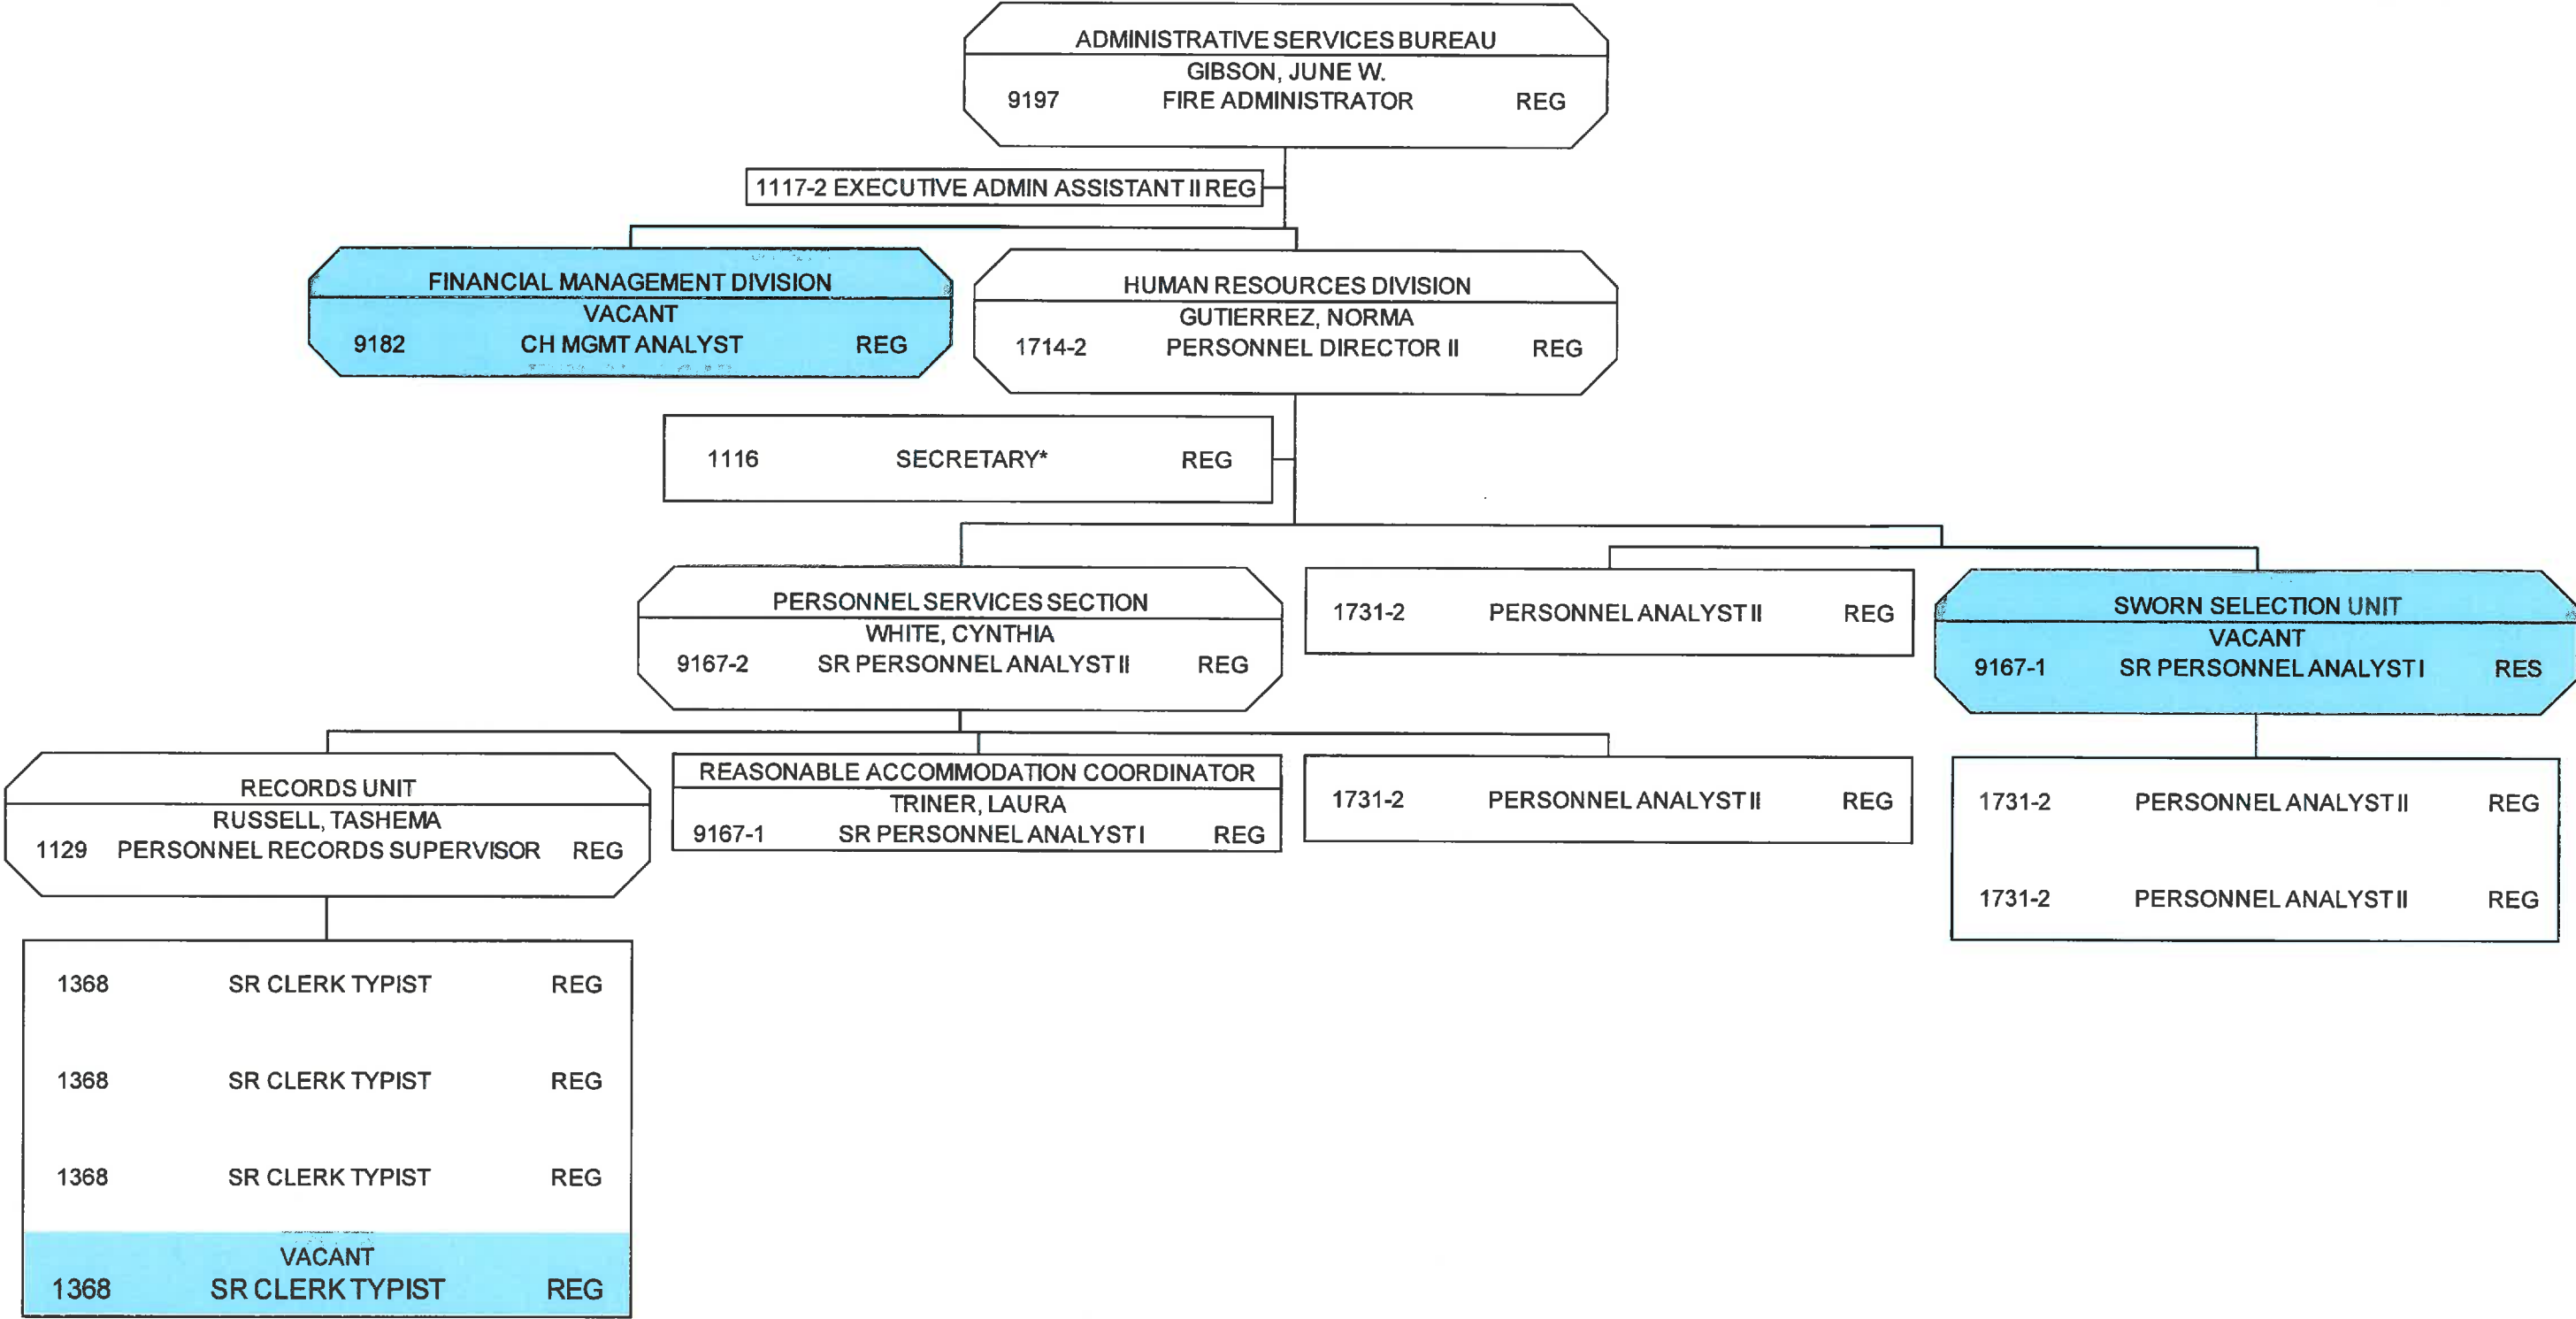 ADMINISTRATIVE SERVICES BUREAU
GIBSON, JUNE W.
9197 FIRE ADMINISTRATOR REG
1117-2 EXECUTIVE ADMIN ASSISTANT II REG
FINANCIAL MANAGEMENT DIVISION
VACANT
9182 CH MGMT ANALYST REG
HUMAN RESOURCES DIVISION
GUTIERREZ, NORMA
1714-2 PERSONNEL DIRECTOR II REG
1116 SECRETARY* REG
PERSONNEL SERVICES SECTION
WHITE, CYNTHIA
9167-2 SR PERSONNEL ANALYST II REG
1731-2 PERSONNEL ANALYST II REG
SWORN SELECTION UNIT
VACANT
9167-1 SR PERSONNEL ANALYST I RES
RECORDS UNIT
RUSSELL, TASHEMA
1129 PERSONNEL RECORDS SUPERVISOR REG
REASONABLE ACCOMMODATION COORDINATOR
TRINER, LAURA
9167-1 SR PERSONNEL ANALYST I REG
1731-2 PERSONNEL ANALYST II REG
1731-2 PERSONNEL ANALYST II REG
1731-2 PERSONNEL ANALYST II REG
1368 SR CLERK TYPIST REG
1368 SR CLERK TYPIST REG
1368 SR CLERK TYPIST REG
VACANT
1368 SR CLERK TYPIST REG